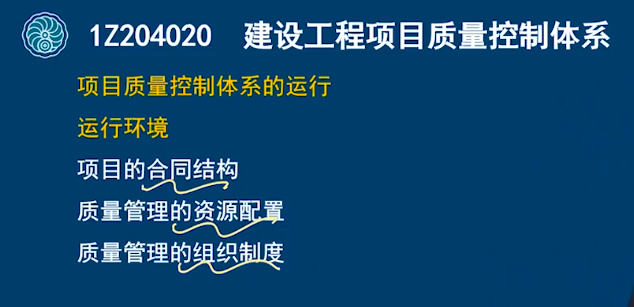 1Z204020 建设工程项目质量控制体系
项目质量控制体系的运行
运行环境
项目的合同结构
质量管理的资源配置
质量管理的组织制度